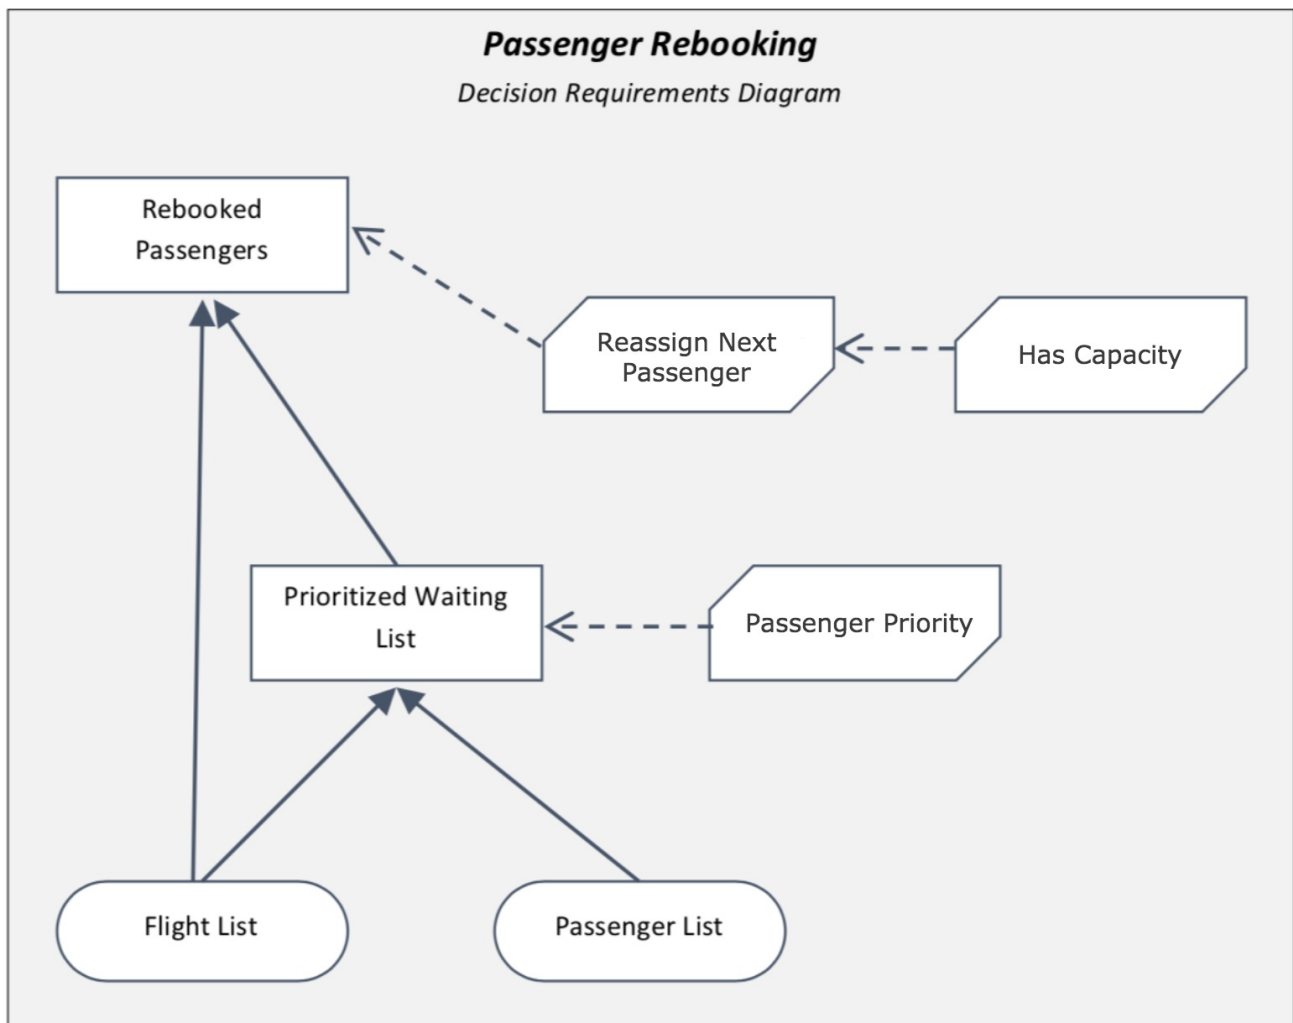 Passenger Rebooking
Decision Requirements Diagram
Rebooked
Passengers
Reassign Next
Passenger
Has Capacity
Prioritized Waiting
List
Passenger Priority
Flight List
Passenger List